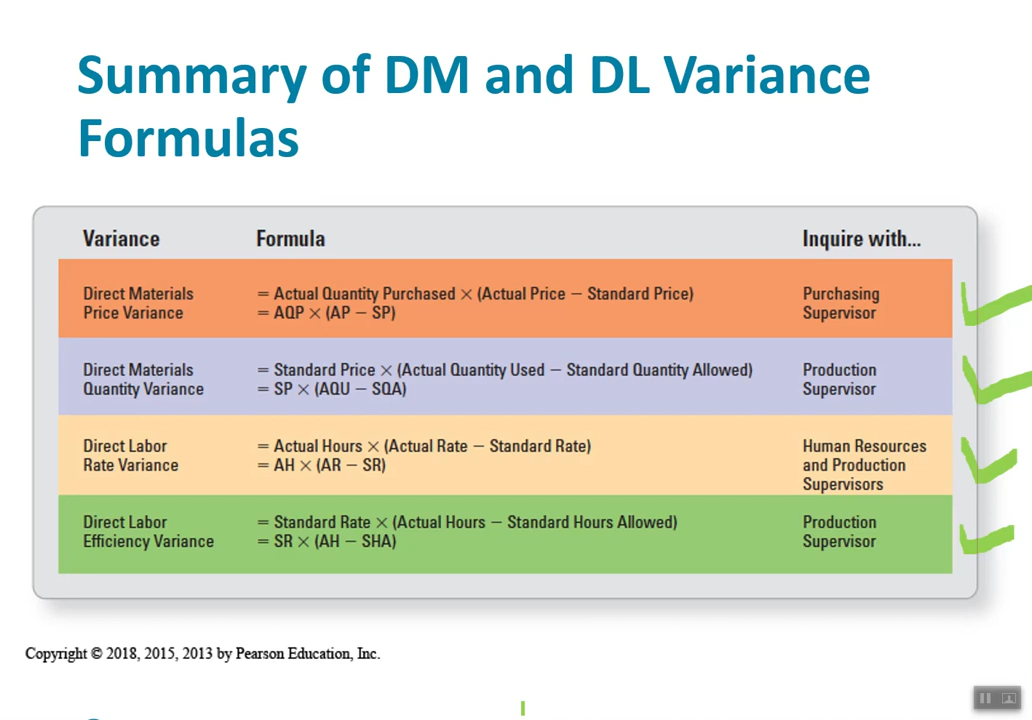 Summary of DM and DL Variance
Formulas
Variance Formula Inquire with...
Direct Materials = Actual Quantity Purchased × (Actual Price − Standard Price) Purchasing
Price Variance = AQP × (AP − SP) Supervisor
Direct Materials = Standard Price × (Actual Quantity Used − Standard Quantity Allowed) Production
Quantity Variance = SP × (AQU − SQA) Supervisor
Direct Labor = Actual Hours × (Actual Rate − Standard Rate) Human Resources
Rate Variance = AH × (AR − SR) and Production
Supervisors
Direct Labor = Standard Rate × (Actual Hours − Standard Hours Allowed) Production
Efficiency Variance = SR × (AH − SHA) Supervisor
Copyright © 2018, 2015, 2013 by Pearson Education, Inc.